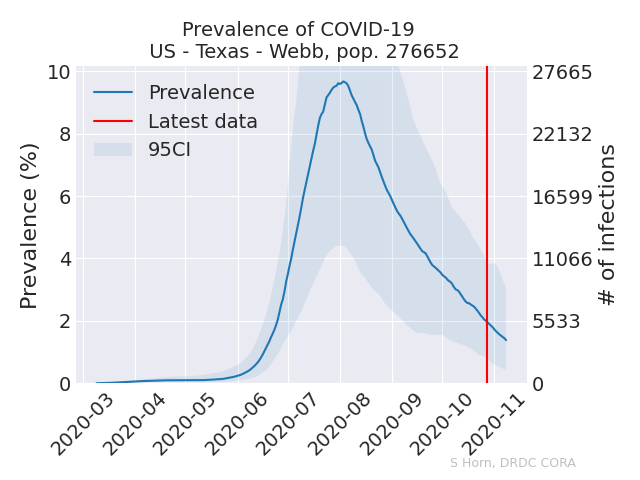 Prevalence of COVID-19
US - Texas - Webb, pop. 276652
Prevalence (%)
10
8
6
4
2
0
Prevalence
Latest data
95CI
27665
22132
16599
11066
5533
0
# of infections
2020-03
2020-04
2020-05
2020-06
2020-07
2020-08
2020-09
2020-10
2020-11
S Horn, DRDC CORA